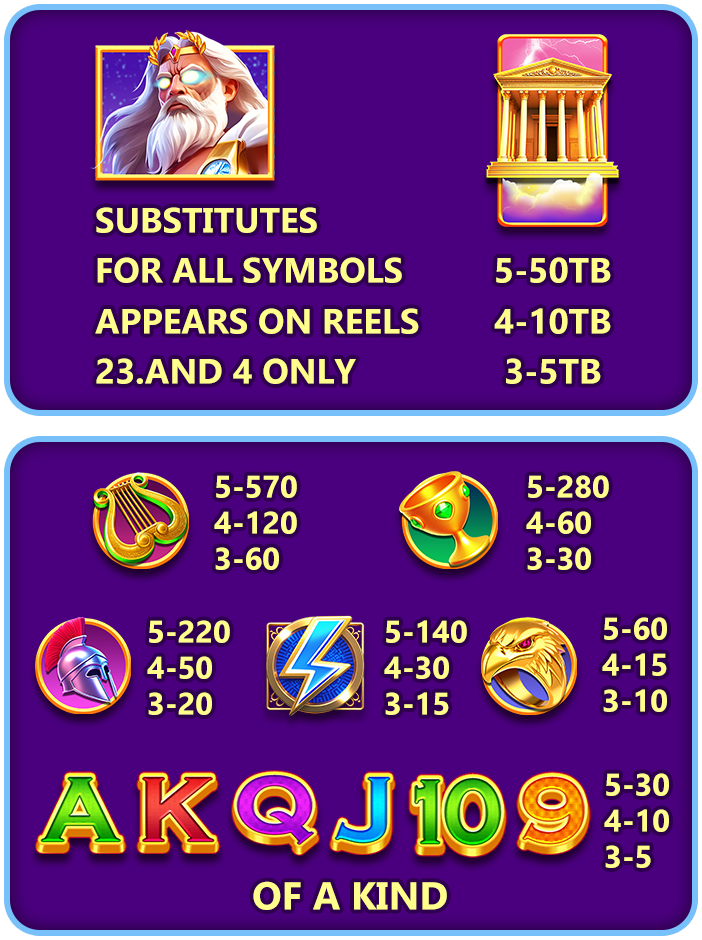 SUBSTITUTES
FOR ALL SYMBOLS
APPEARS ON REELS
23.AND 4 ONLY
5-50TB
4-10TB
3-5TB
5-570
4-120
3-60
5-280
4-60
3-30
5-220
4-50
3-20
5-140
4-30
3-15
5-60
4-15
3-10
A K Q J 10 9
5-30
4-10
3-5
OF A KIND